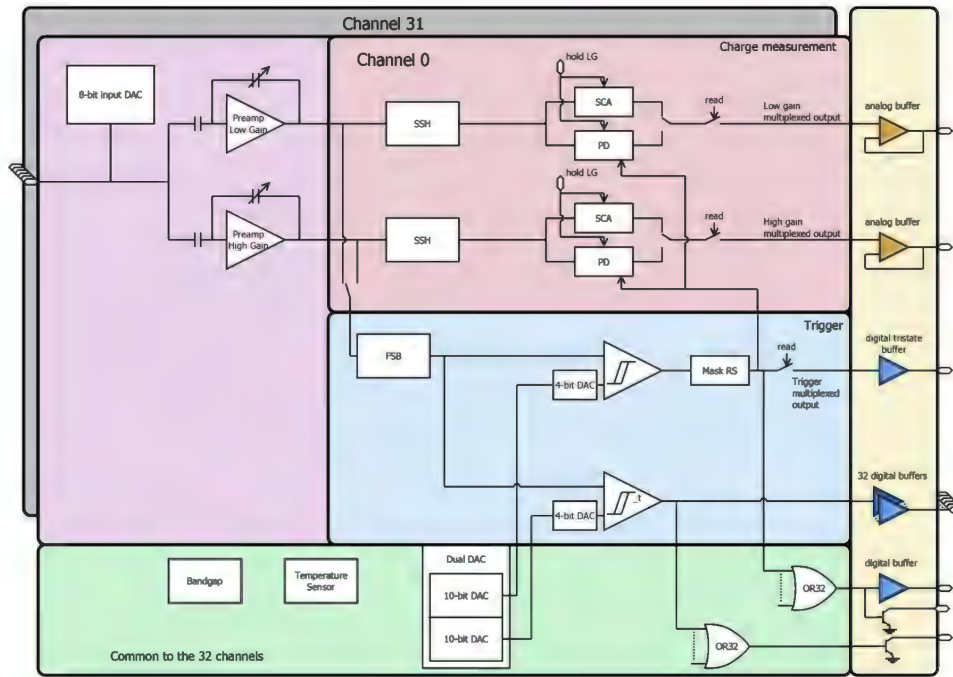 Channel 31
Channel 0
Charge measurement
8-bit input DAC
Preamp
Low Gain
SSH
hold LG
SCA
PD
read
Low gain
multiplexed output
analog buffer
Preamp
High Gain
SSH
hold LG
SCA
PD
read
High gain
multiplexed output
analog buffer
Trigger
FSB
4-bit DAC
Mask RS
read
Trigger
multiplexed
output
digital tristate
buffer
4-bit DAC
_t
32 digital buffers
Bandgap
Temperature
Sensor
Dual DAC
10-bit DAC
10-bit DAC
OR32
digital buffer
OR32
Common to the 32 channels